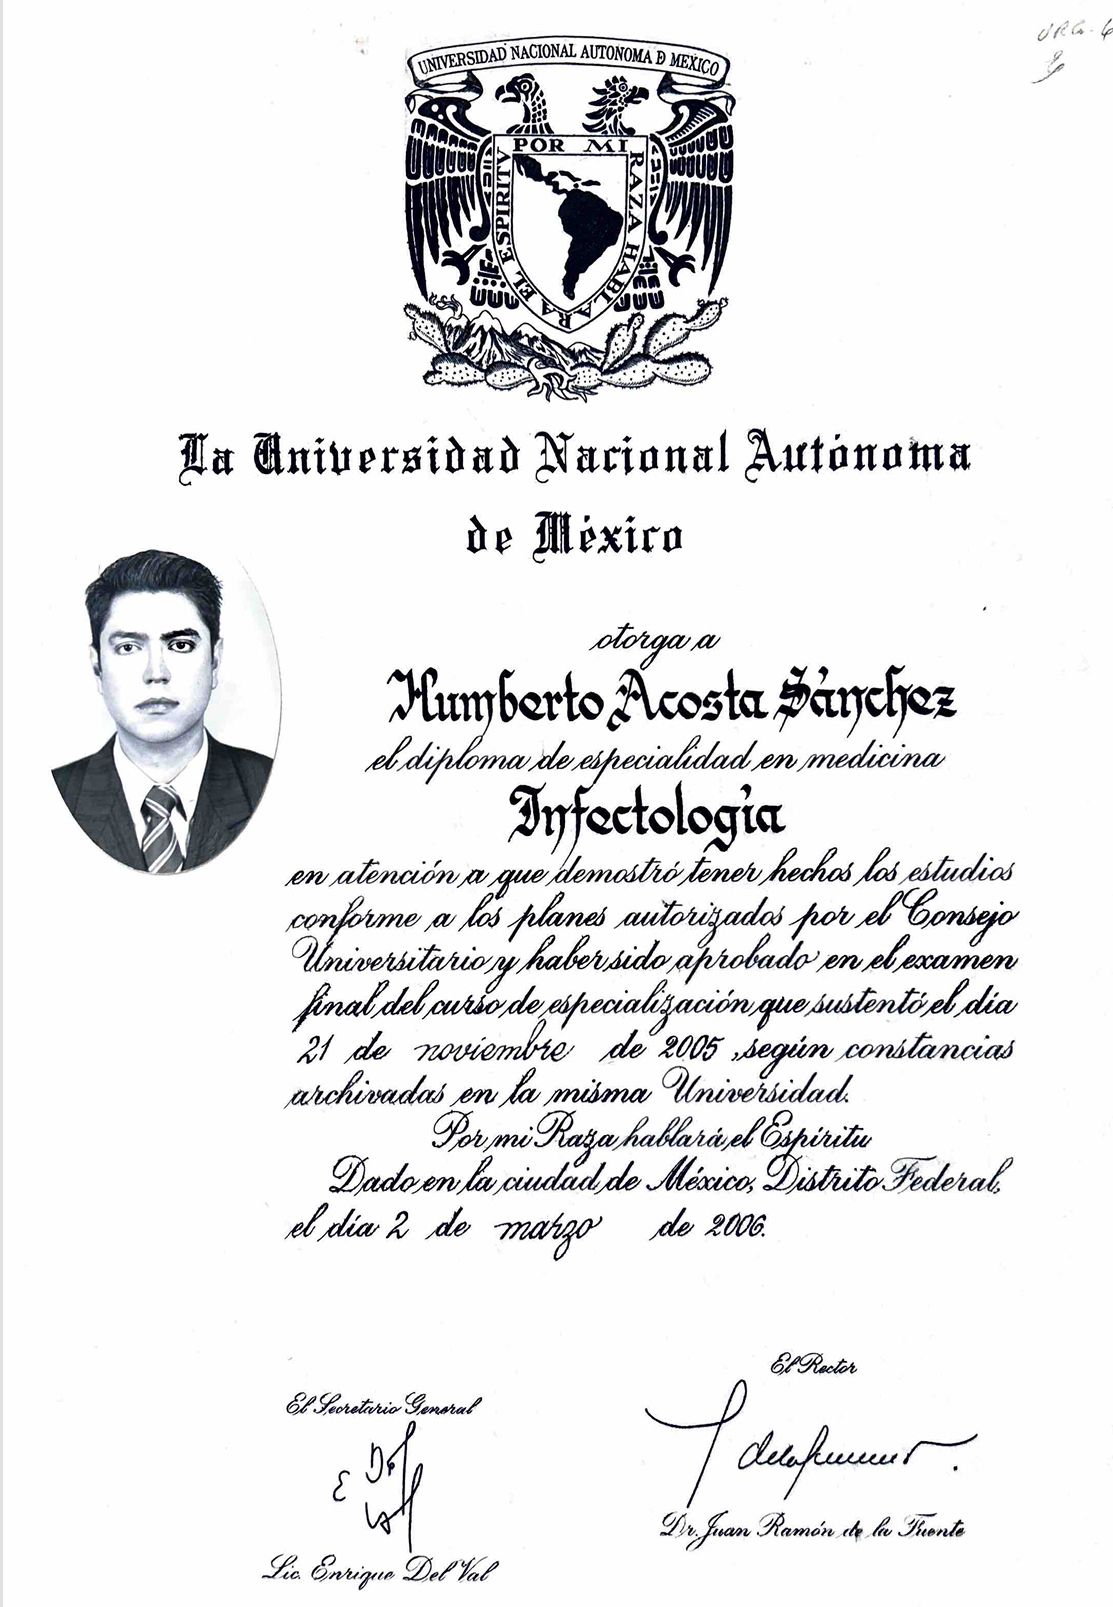 URG-6
UNIVERSIDAD NACIONAL AUTONOMA D MEXICO
POR MI RAZA HABLARA EL ESPIRITV
La Universidad Nacional Autónoma
de México
otorga a
Humberto Acosta Sánchez
el diploma de especialidad en medicina
Infectología
en atención a que demostró tener hechos los estudios
conforme a los planes autorizados por el Consejo
Universitario y haber sido aprobado en el examen
final del curso de especialización que sustentó el día
21 de noviembre de 2005, según constancias
archivadas en la misma Universidad.
Por mi Raza hablará el Espíritu
Dado en la ciudad de México, Distrito Federal,
el día 2 de marzo de 2006.
El Rector
El Secretario General
Dr. Juan Ramón de la Fuente
Lic. Enrique Del Val